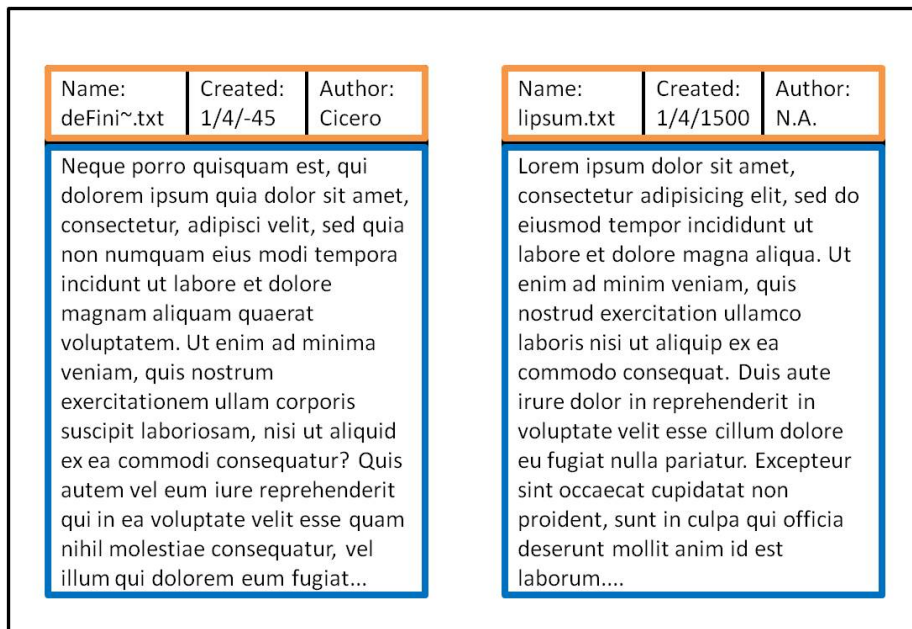 Name:
deFini~.txt
Created:
1/4/-45
Author:
Cicero
Neque porro quisquam est, qui
dolorem ipsum quia dolor sit amet,
consectetur, adipisci velit, sed quia
non numquam eius modi tempora
incidunt ut labore et dolore
magnam aliquam quaerat
voluptatem. Ut enim ad minima
veniam, quis nostrum
exercitationem ullam corporis
suscipit laboriosam, nisi ut aliquid
ex ea commodi consequatur? Quis
autem vel eum iure reprehenderit
qui in ea voluptate velit esse quam
nihil molestiae consequatur, vel
illum qui dolorem eum fugiat...
Name:
lipsum.txt
Created:
1/4/1500
Author:
N.A.
Lorem ipsum dolor sit amet,
consectetur adipisicing elit, sed do
eiusmod tempor incididunt ut
labore et dolore magna aliqua. Ut
enim ad minim veniam, quis
nostrud exercitation ullamco
laboris nisi ut aliquip ex ea
commodo consequat. Duis aute
irure dolor in reprehenderit in
voluptate velit esse cillum dolore
eu fugiat nulla pariatur. Excepteur
sint occaecat cupidatat non
proident, sunt in culpa qui officia
deserunt mollit anim id est
laborum....